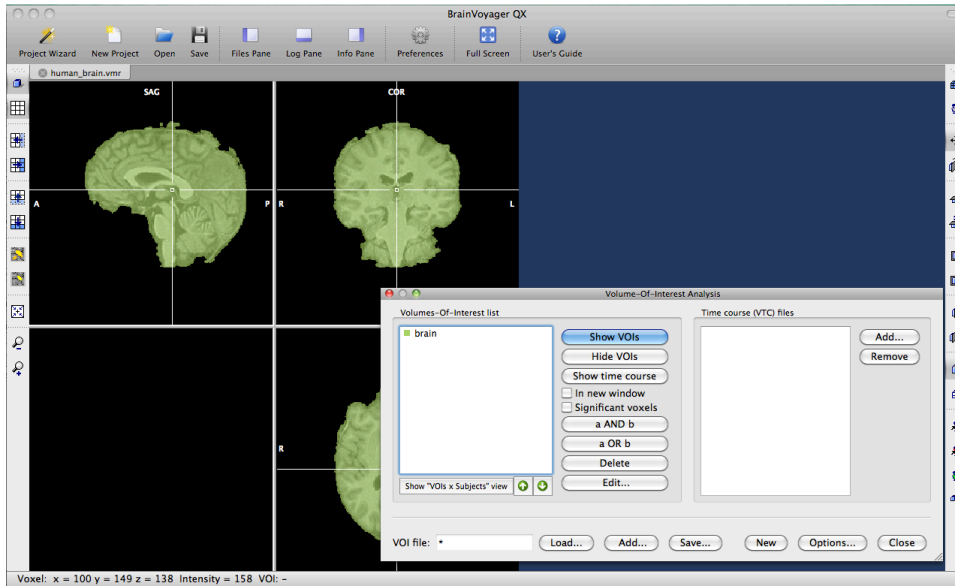 BrainVoyager QX
Project Wizard New Project Open Save Files Pane Log Pane Info Pane Preferences Full Screen User's Guide
human_brain.vmr
SAG COR
A P R L
Volume-Of-Interest Analysis
Volumes-Of-Interest list Time course (VTC) files
brain
Show VOIs Add...
Hide VOIs Remove
Show time course
In new window
Significant voxels
a AND b
R a OR b
Delete
Show "VOIs x Subjects" view Edit...
VOI file: * Load... Add... Save... New Options... Close
Voxel: x = 100 y = 149 z = 138 Intensity = 158 VOI: -